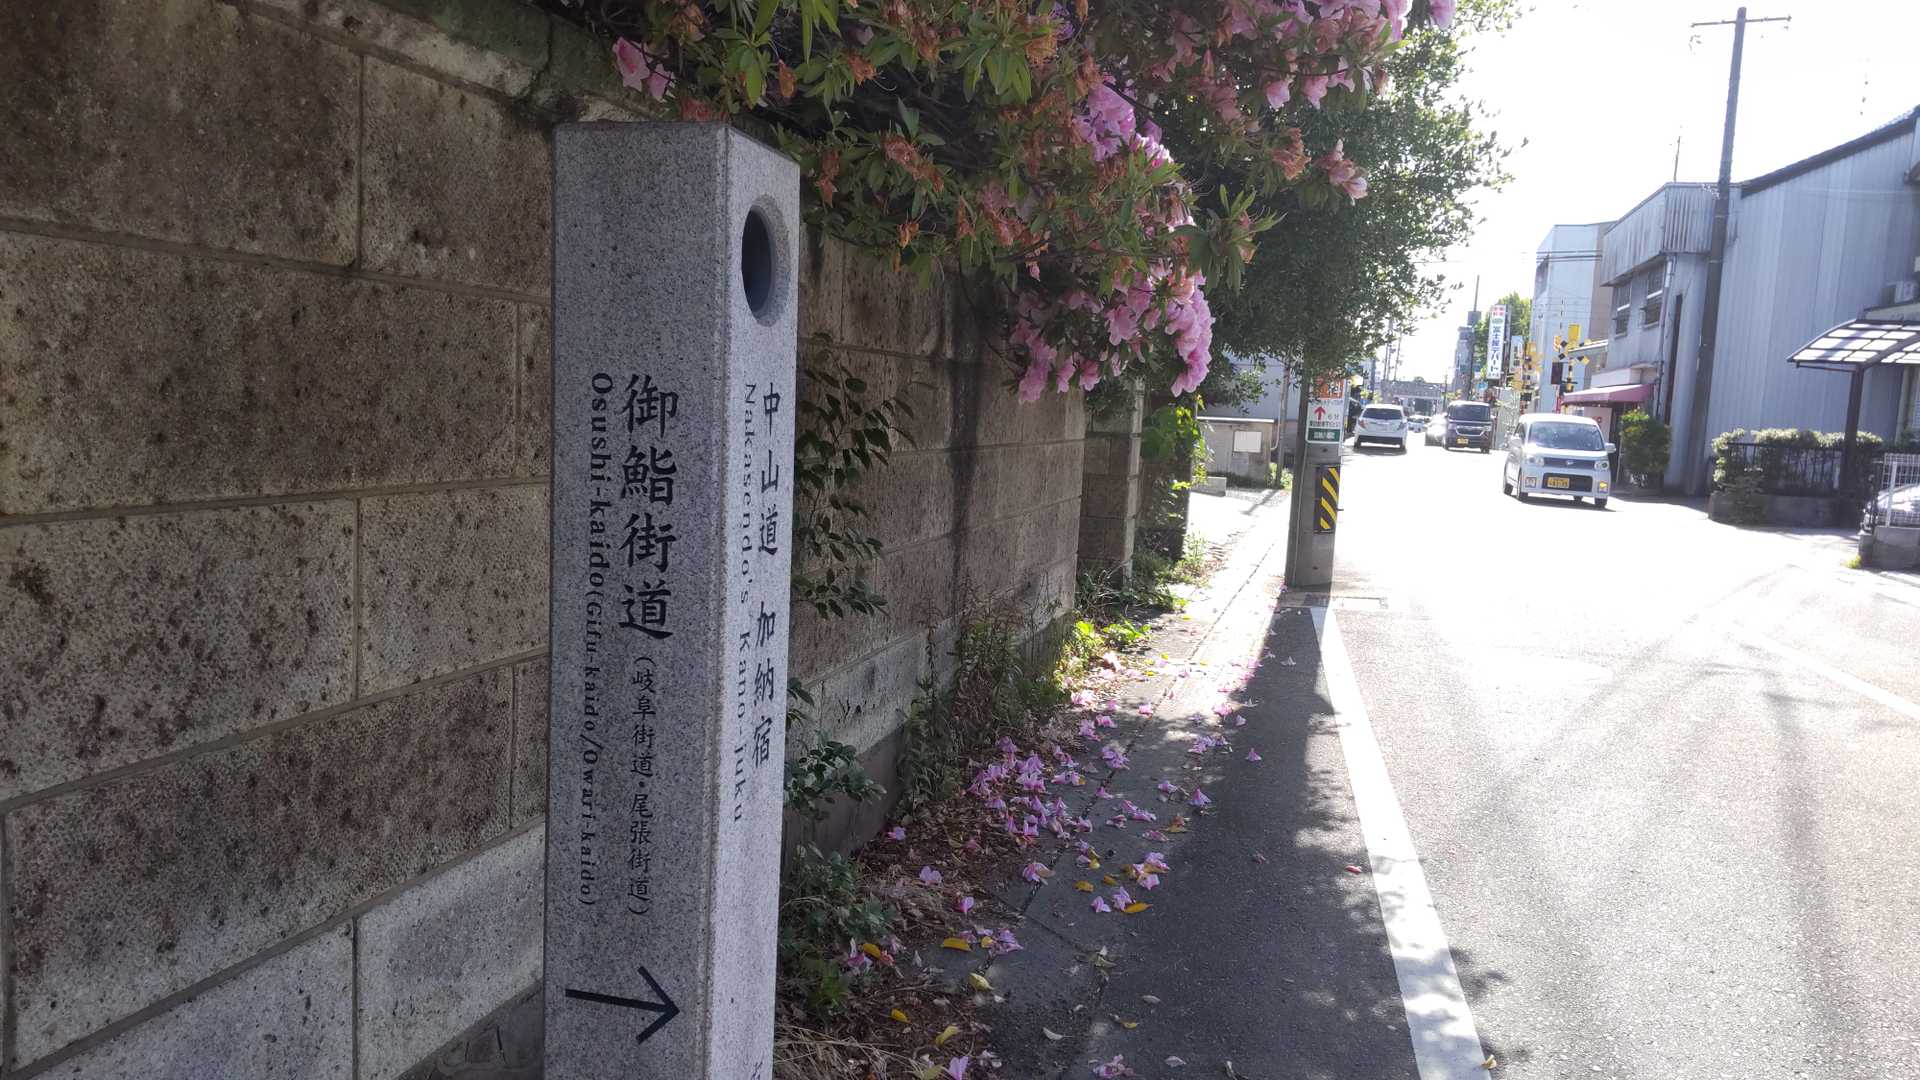 御鮨街道(岐阜街道・尾張街道)
Osushi-kaido(Gifu-kaido/Owari-kaido)
中山道 加納宿
Nakasendo's Kano-juku